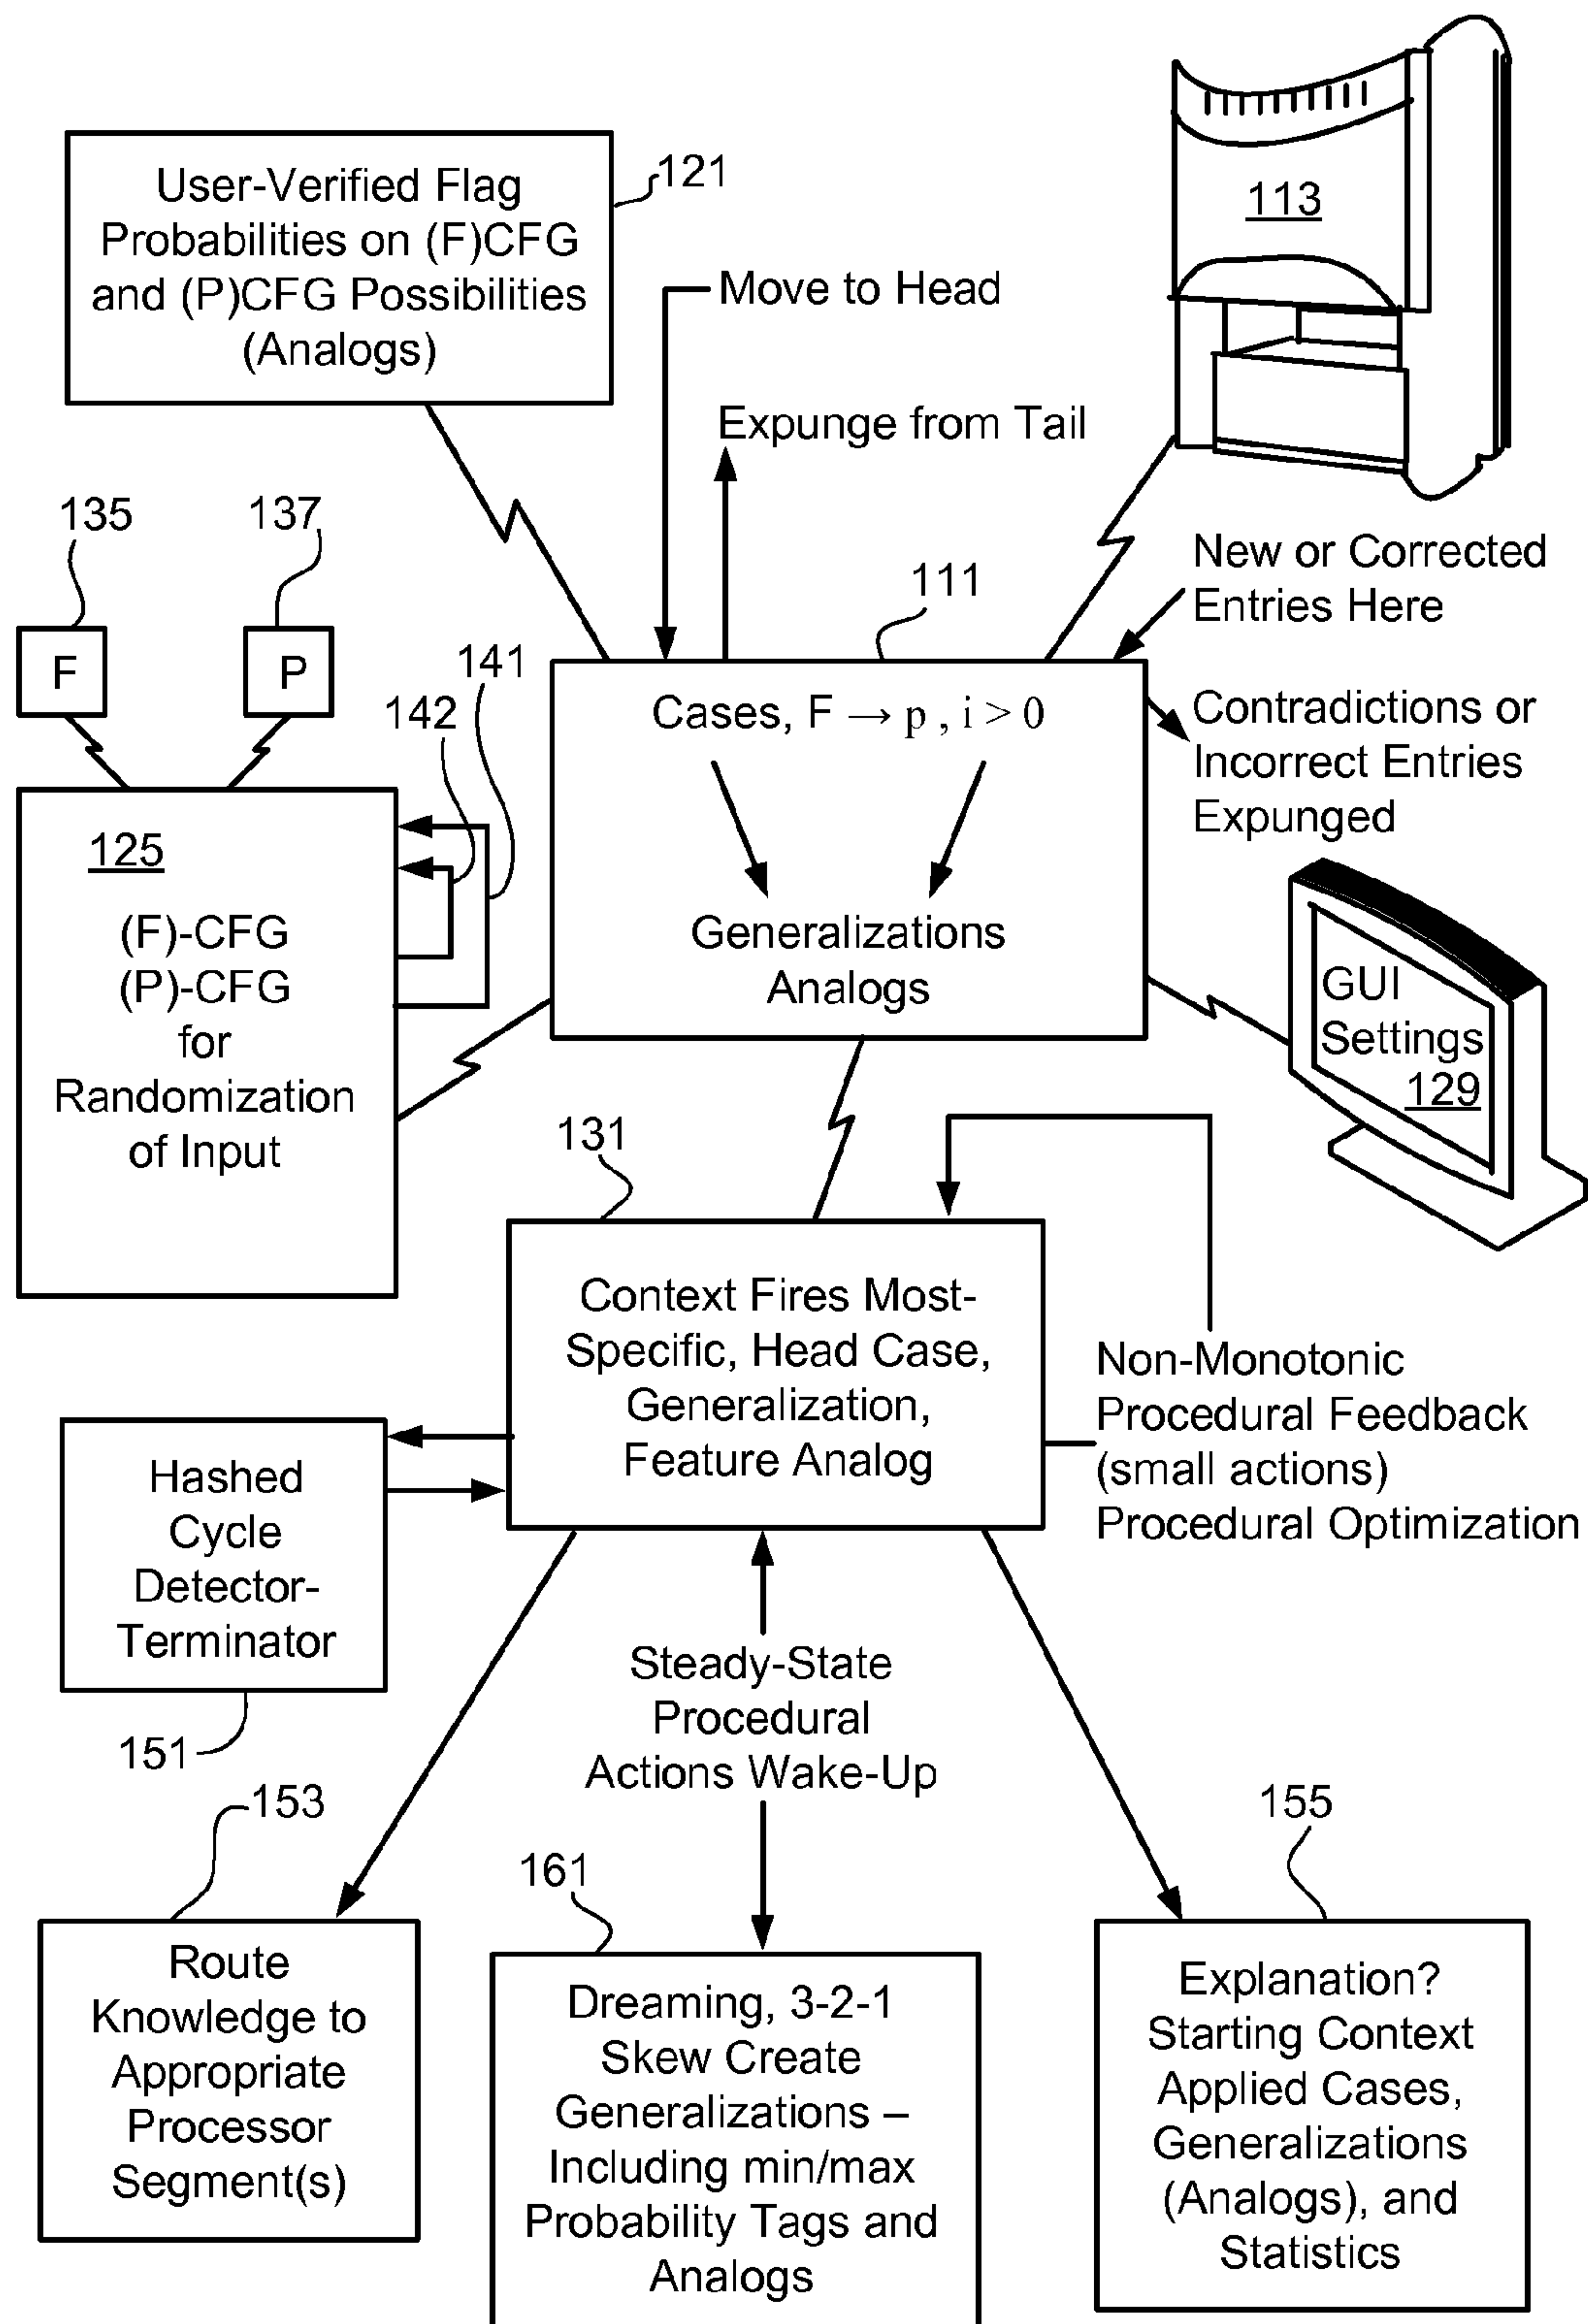 113
User-Verified Flag
Probabilities on (F)CFG
and (P)CFG Possibilities
(Analogs)
121
Move to Head
Expunge from Tail
135
137
F
P
142
141
111
New or Corrected
Entries Here
Cases, F → p , i > 0
Generalizations
Analogs
Contradictions or
Incorrect Entries
Expunged
125
(F)-CFG
(P)-CFG
for
Randomization
of Input
GUI
Settings
129
131
Context Fires Most-
Specific, Head Case,
Generalization,
Feature Analog
Non-Monotonic
Procedural Feedback
(small actions)
Procedural Optimization
Hashed
Cycle
Detector-
Terminator
151
Steady-State
Procedural
Actions Wake-Up
153
161
155
Route
Knowledge to
Appropriate
Processor
Segment(s)
Dreaming, 3-2-1
Skew Create
Generalizations –
Including min/max
Probability Tags and
Analogs
Explanation?
Starting Context
Applied Cases,
Generalizations
(Analogs), and
Statistics